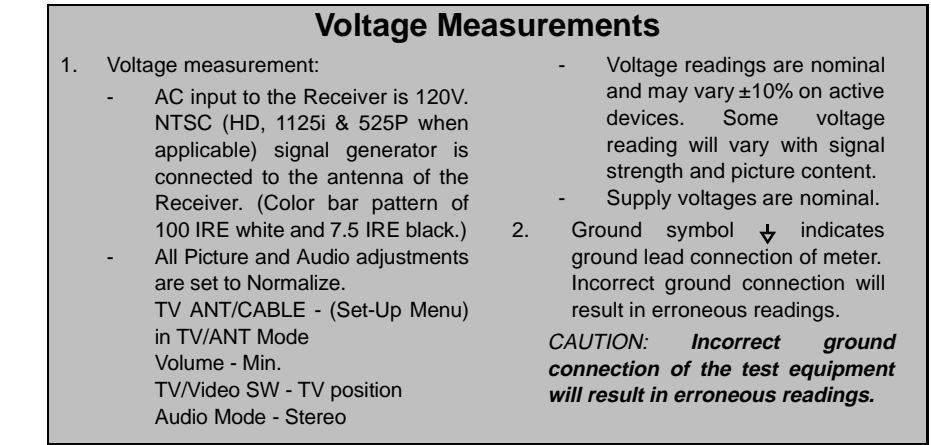 Voltage Measurements
1. Voltage measurement:
- AC input to the Receiver is 120V.
NTSC (HD, 1125i & 525P when
applicable) signal generator is
connected to the antenna of the
Receiver. (Color bar pattern of
100 IRE white and 7.5 IRE black.)
- All Picture and Audio adjustments
are set to Normalize.
TV ANT/CABLE - (Set-Up Menu)
in TV/ANT Mode
Volume - Min.
TV/Video SW - TV position
Audio Mode - Stereo
- Voltage readings are nominal
and may vary ±10% on active
devices. Some voltage
reading will vary with signal
strength and picture content.
- Supply voltages are nominal.
2. Ground symbol indicates
ground lead connection of meter.
Incorrect ground connection will
result in erroneous readings.
CAUTION: Incorrect ground
connection of the test equipment
will result in erroneous readings.